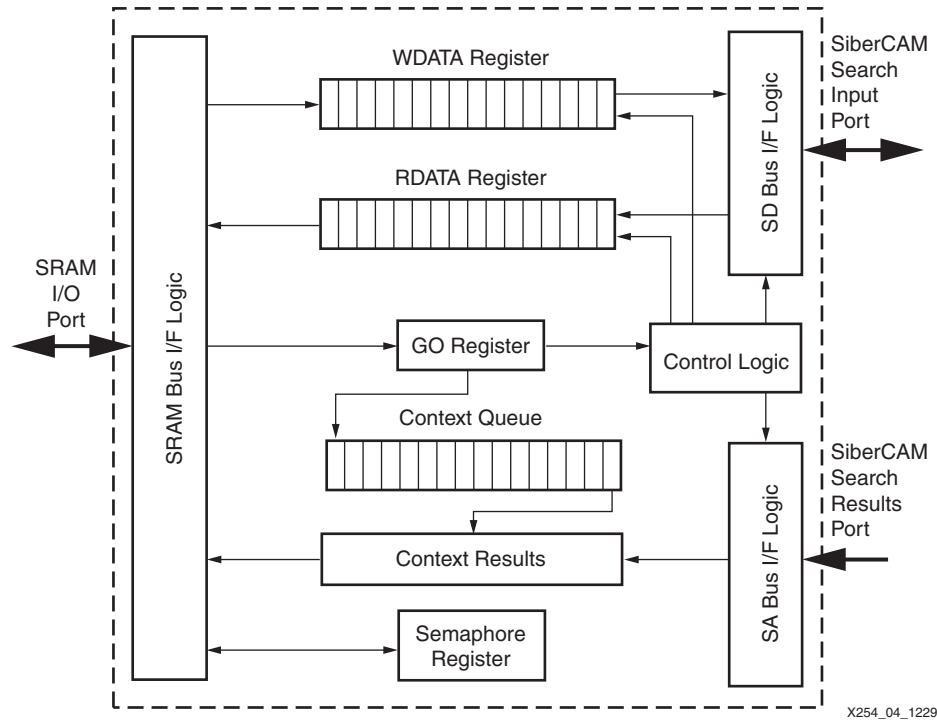 SiberCAM
Search
Input
Port
WDATA Register
SD Bus I/F Logic
RDATA Register
SRAM
I/O
Port
SRAM Bus I/F Logic
GO Register
Control Logic
Context Queue
SiberCAM
Search
Results
Port
SA Bus I/F Logic
Context Results
Semaphore
Register
X254_04_1229